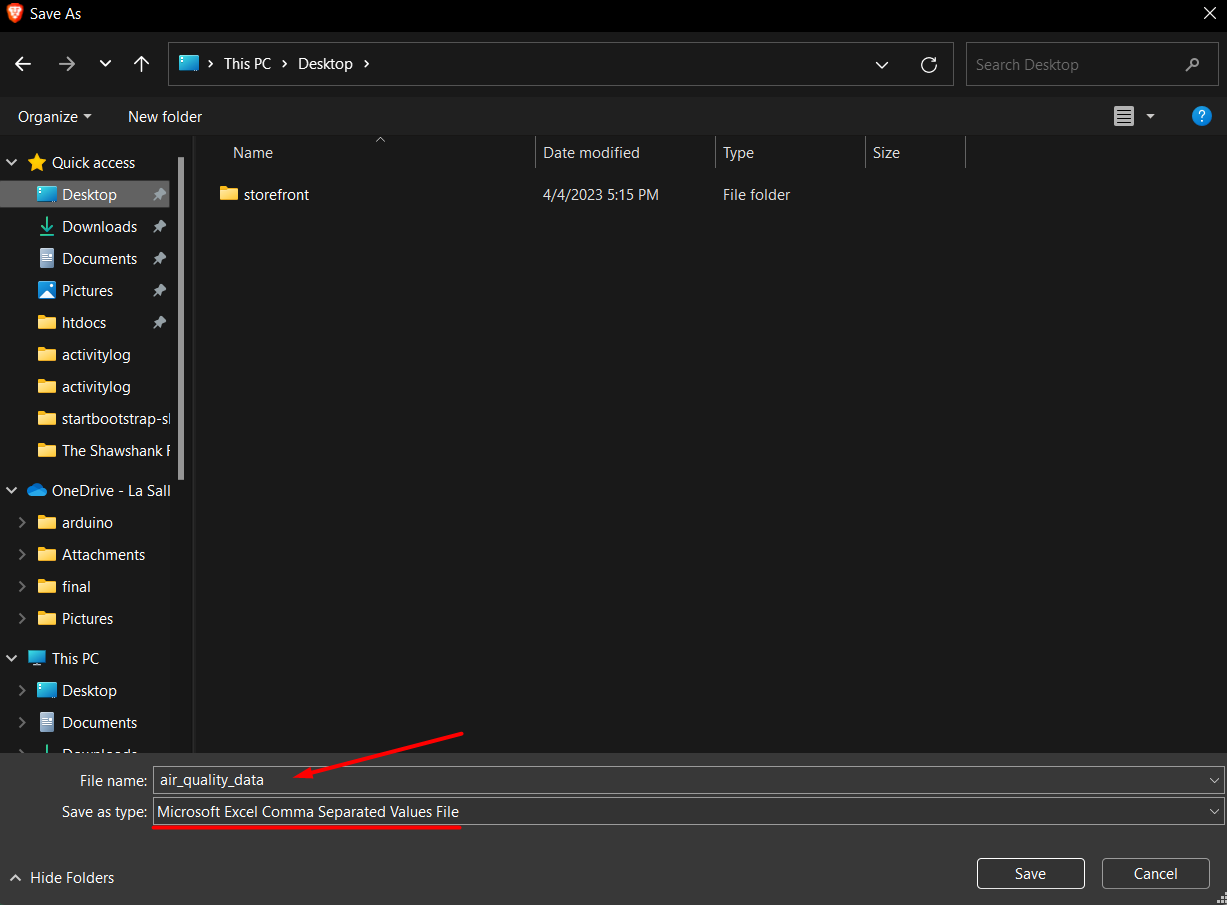 Save As
This PC
Desktop
Search Desktop
Organize
New folder
?
Name
Date modified
Type
Size
Quick access
Desktop
Downloads
Documents
Pictures
htdocs
activitylog
activitylog
startbootstrap-sl
The Shawshank
OneDrive - La Sall
arduino
Attachments
final
Pictures
This PC
Desktop
Documents
Downloads
storefront
4/4/2023 5:15 PM
File folder
File name:
air_quality_data
Save as type:
Microsoft Excel Comma Separated Values File
Hide Folders
Save
Cancel